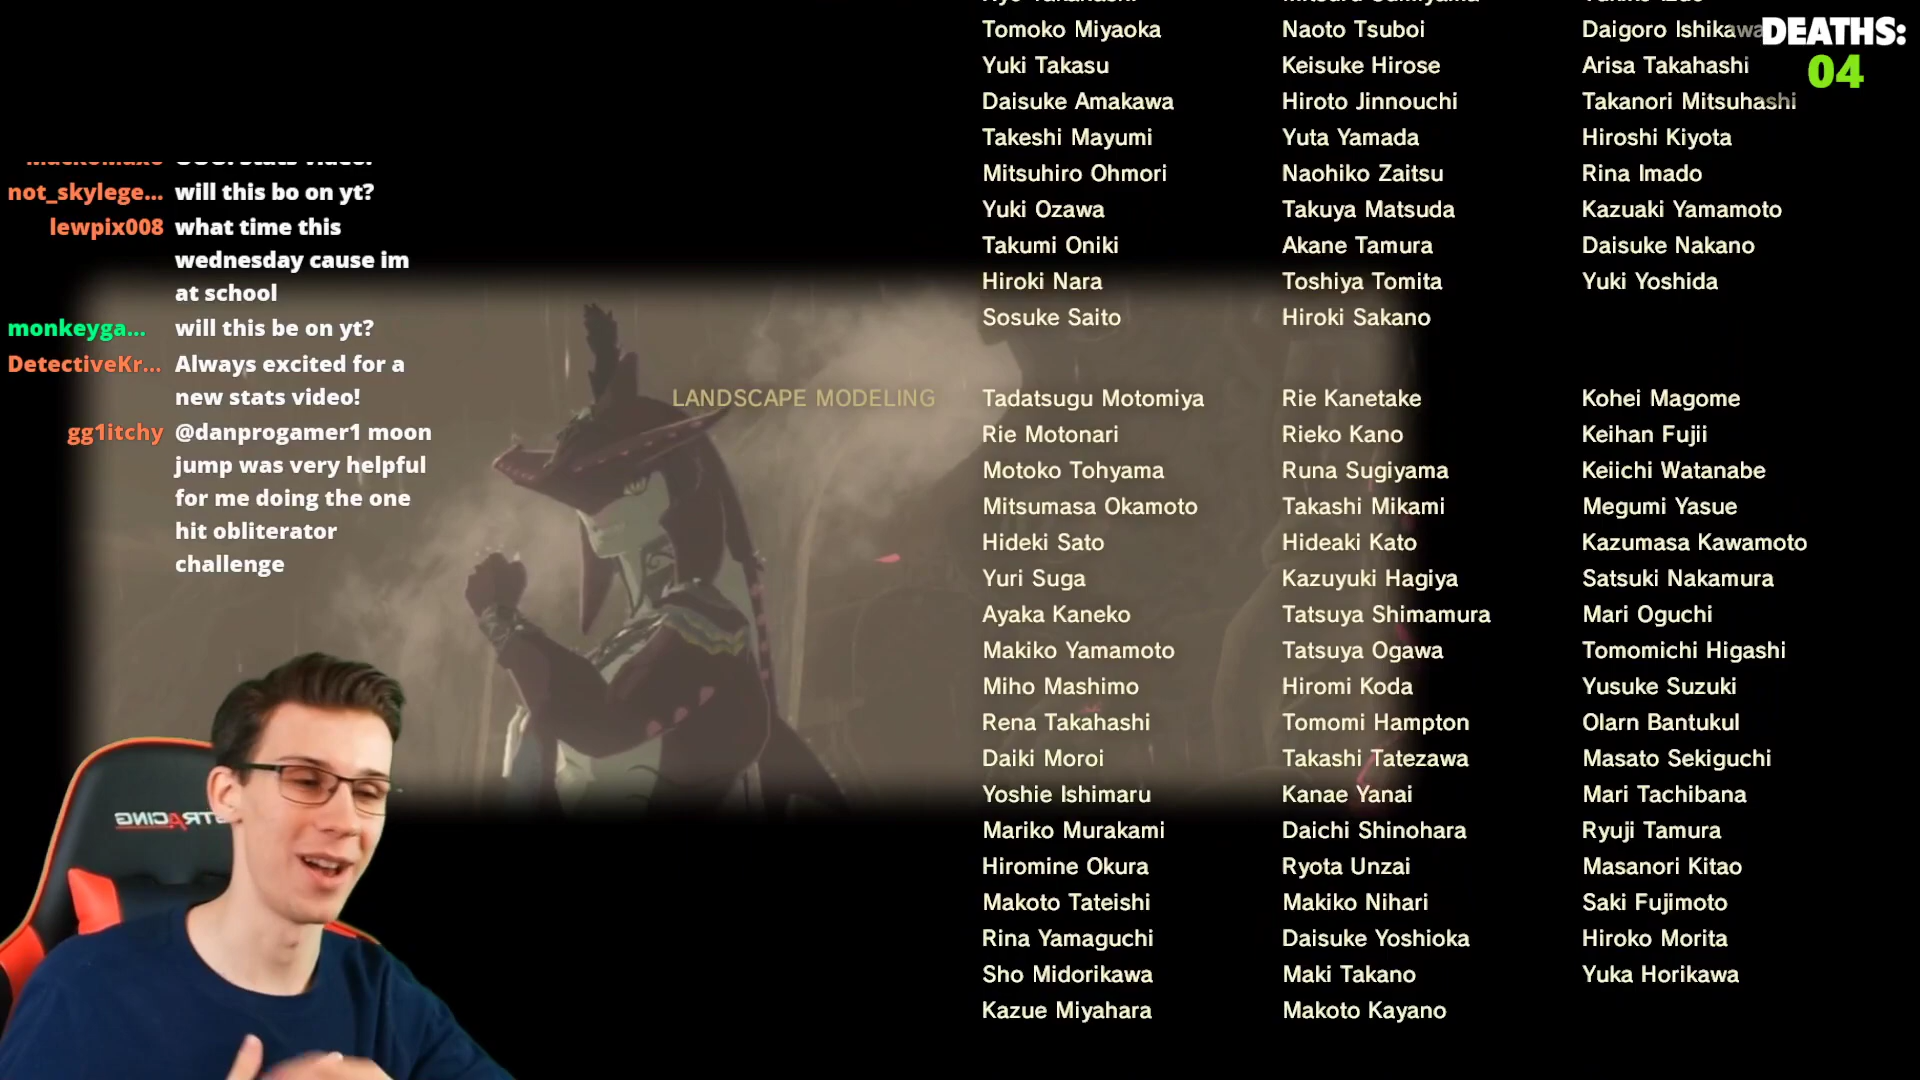 DEATHS:
04
Tomoko Miyaoka
Yuki Takasu
Daisuke Amakawa
Takeshi Mayumi
Mitsuhiro Ohmori
Yuki Ozawa
Takumi Oniki
Hiroki Nara
Sosuke Saito
Naoto Tsuboi
Keisuke Hirose
Hiroto Jinnouchi
Yuta Yamada
Naohiko Zaitsu
Takuya Matsuda
Akane Tamura
Toshiya Tomita
Hiroki Sakano
Daigoro Ishikawa
Arisa Takahashi
Takanori Mitsuhashi
Hiroshi Kiyota
Rina Imado
Kazuaki Yamamoto
Daisuke Nakano
Yuki Yoshida
not_skylege... will this bo on yt?
lewpix008 what time this
wednesday cause im
at school
monkeyga... will this be on yt?
DetectiveKr... Always excited for a
new stats video!
gg1itchy @danprogamer1 moon
jump was very helpful
for me doing the one
hit obliterator
challenge
LANDSCAPE MODELING
Tadatsugu Motomiya
Rie Motonari
Motoko Tohyama
Mitsumasa Okamoto
Hideki Sato
Yuri Suga
Ayaka Kaneko
Makiko Yamamoto
Miho Mashimo
Rena Takahashi
Daiki Moroi
Yoshie Ishimaru
Mariko Murakami
Hiromine Okura
Makoto Tateishi
Rina Yamaguchi
Sho Midorikawa
Kazue Miyahara
Rie Kanetake
Rieko Kano
Runa Sugiyama
Takashi Mikami
Hideaki Kato
Kazuyuki Hagiya
Tatsuya Shimamura
Tatsuya Ogawa
Hiromi Koda
Tomomi Hampton
Takashi Tatezawa
Kanae Yanai
Daichi Shinohara
Ryota Unzai
Makiko Nihari
Daisuke Yoshioka
Maki Takano
Makoto Kayano
Kohei Magome
Keihan Fujii
Keiichi Watanabe
Megumi Yasue
Kazumasa Kawamoto
Satsuki Nakamura
Mari Oguchi
Tomomichi Higashi
Yusuke Suzuki
Olarn Bantukul
Masato Sekiguchi
Mari Tachibana
Ryuji Tamura
Masanori Kitao
Saki Fujimoto
Hiroko Morita
Yuka Horikawa